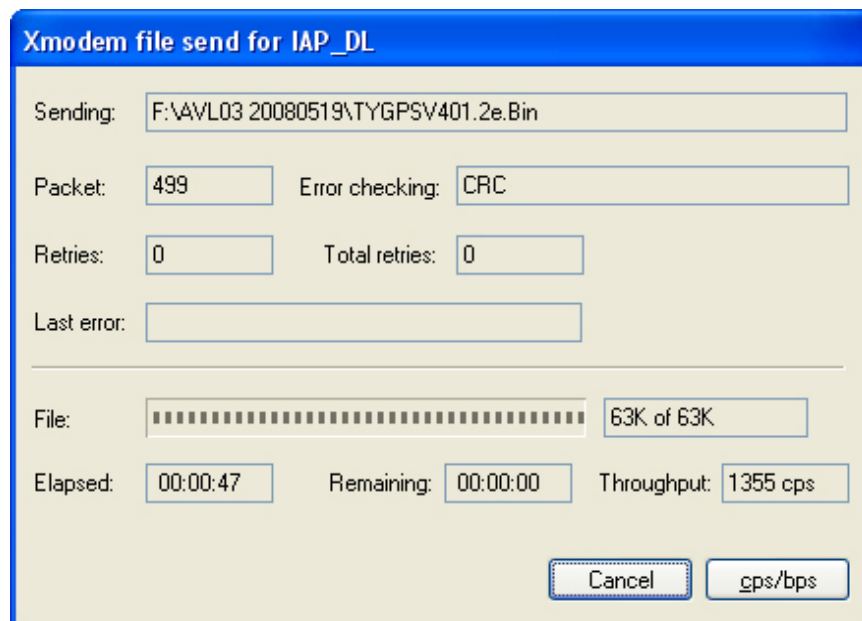 Xmodem file send for IAP_DL
Sending: F:\AVL03 20080519\TYGPSV401.2e.Bin
Packet: 499 Error checking: CRC
Retries: 0 Total retries: 0
Last error:
File: 63K of 63K
Elapsed: 00:00:47 Remaining: 00:00:00 Throughput: 1355 cps
Cancel cps/bps